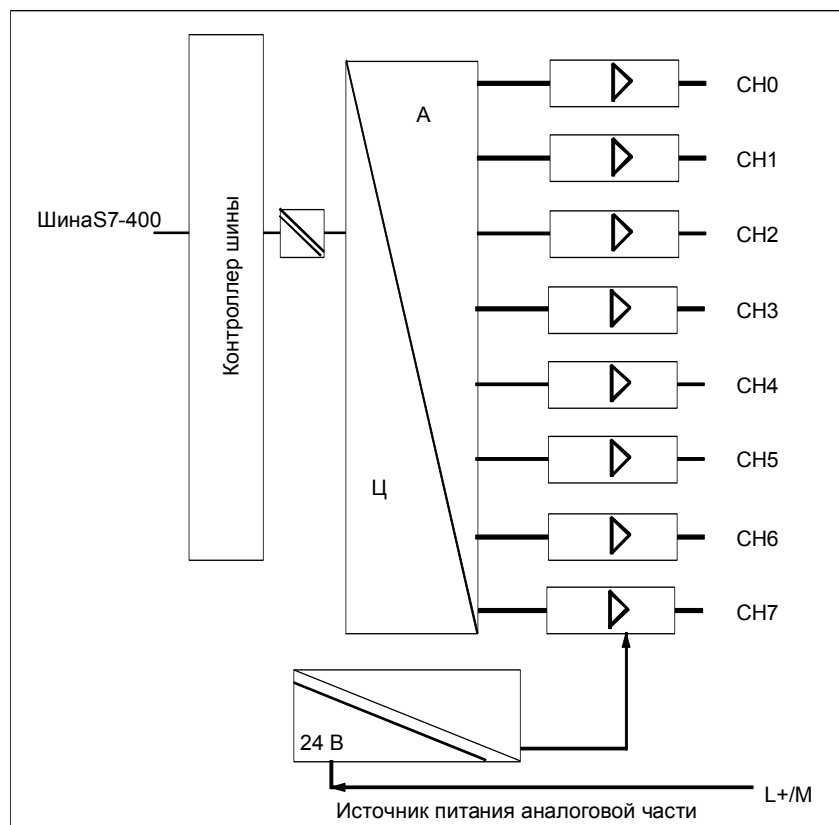 А
CH0
CH1
ШинаS7-400
CH2
Контроллер шины
CH3
CH4
CH5
Ц
CH6
CH7
24 В
L+/M
Источник питания аналоговой части